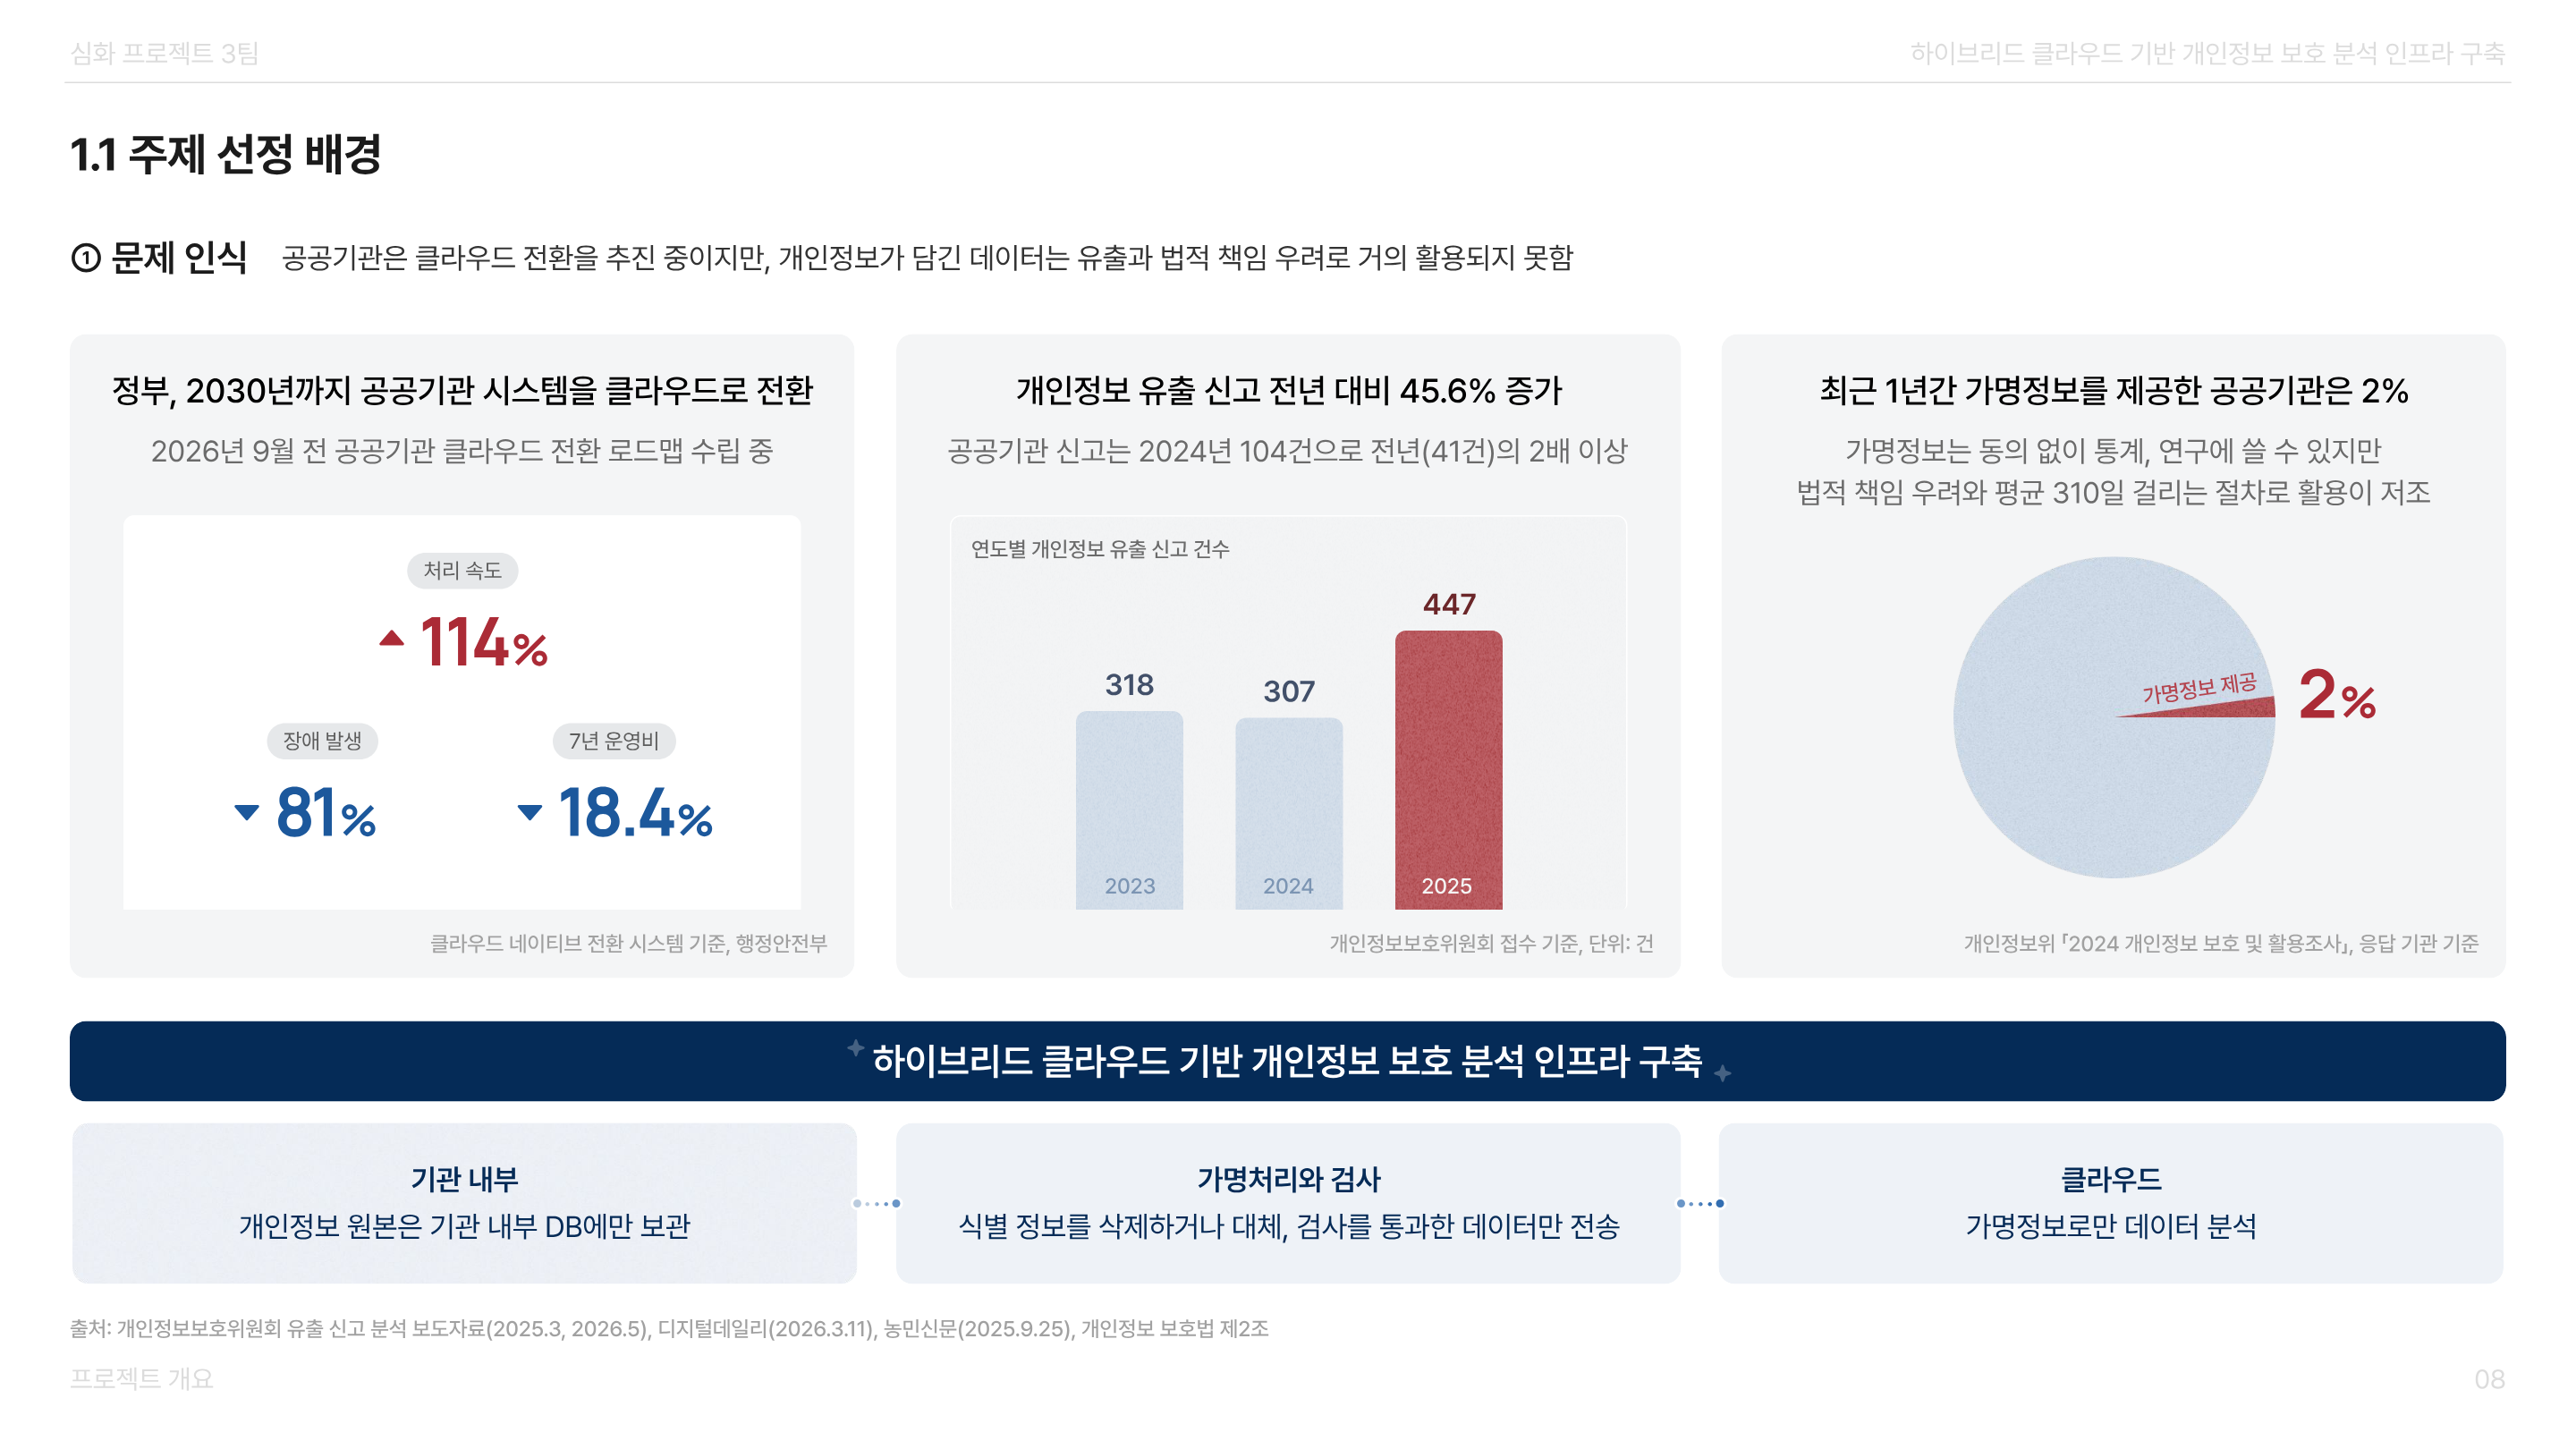 심화 프로젝트 3팀
하이브리드 클라우드 기반 개인정보 보호 분석 인프라 구축
1.1 주제 선정 배경
① 문제 인식 공공기관은 클라우드 전환을 추진 중이지만, 개인정보가 담긴 데이터는 유출과 법적 책임 우려로 거의 활용되지 못함
정부, 2030년까지 공공기관 시스템을 클라우드로 전환
2026년 9월 전 공공기관 클라우드 전환 로드맵 수립 중
처리 속도
▲ 114%
장애 발생
▼ 81%
7년 운영비
▼ 18.4%
클라우드 네이티브 전환 시스템 기준, 행정안전부
개인정보 유출 신고 전년 대비 45.6% 증가
공공기관 신고는 2024년 104건으로 전년(41건)의 2배 이상
연도별 개인정보 유출 신고 건수
318
307
447
2023
2024
2025
개인정보보호위원회 접수 기준, 단위: 건
최근 1년간 가명정보를 제공한 공공기관은 2%
가명정보는 동의 없이 통계, 연구에 쓸 수 있지만
법적 책임 우려와 평균 310일 걸리는 절차로 활용이 저조
가명정보 제공
2%
개인정보위 「2024 개인정보 보호 및 활용조사」, 응답 기관 기준
하이브리드 클라우드 기반 개인정보 보호 분석 인프라 구축
기관 내부
개인정보 원본은 기관 내부 DB에만 보관
가명처리와 검사
식별 정보를 삭제하거나 대체, 검사를 통과한 데이터만 전송
클라우드
가명정보로만 데이터 분석
출처: 개인정보보호위원회 유출 신고 분석 보도자료(2025.3, 2026.5), 디지털데일리(2026.3.11), 농민신문(2025.9.25), 개인정보 보호법 제2조
프로젝트 개요
08